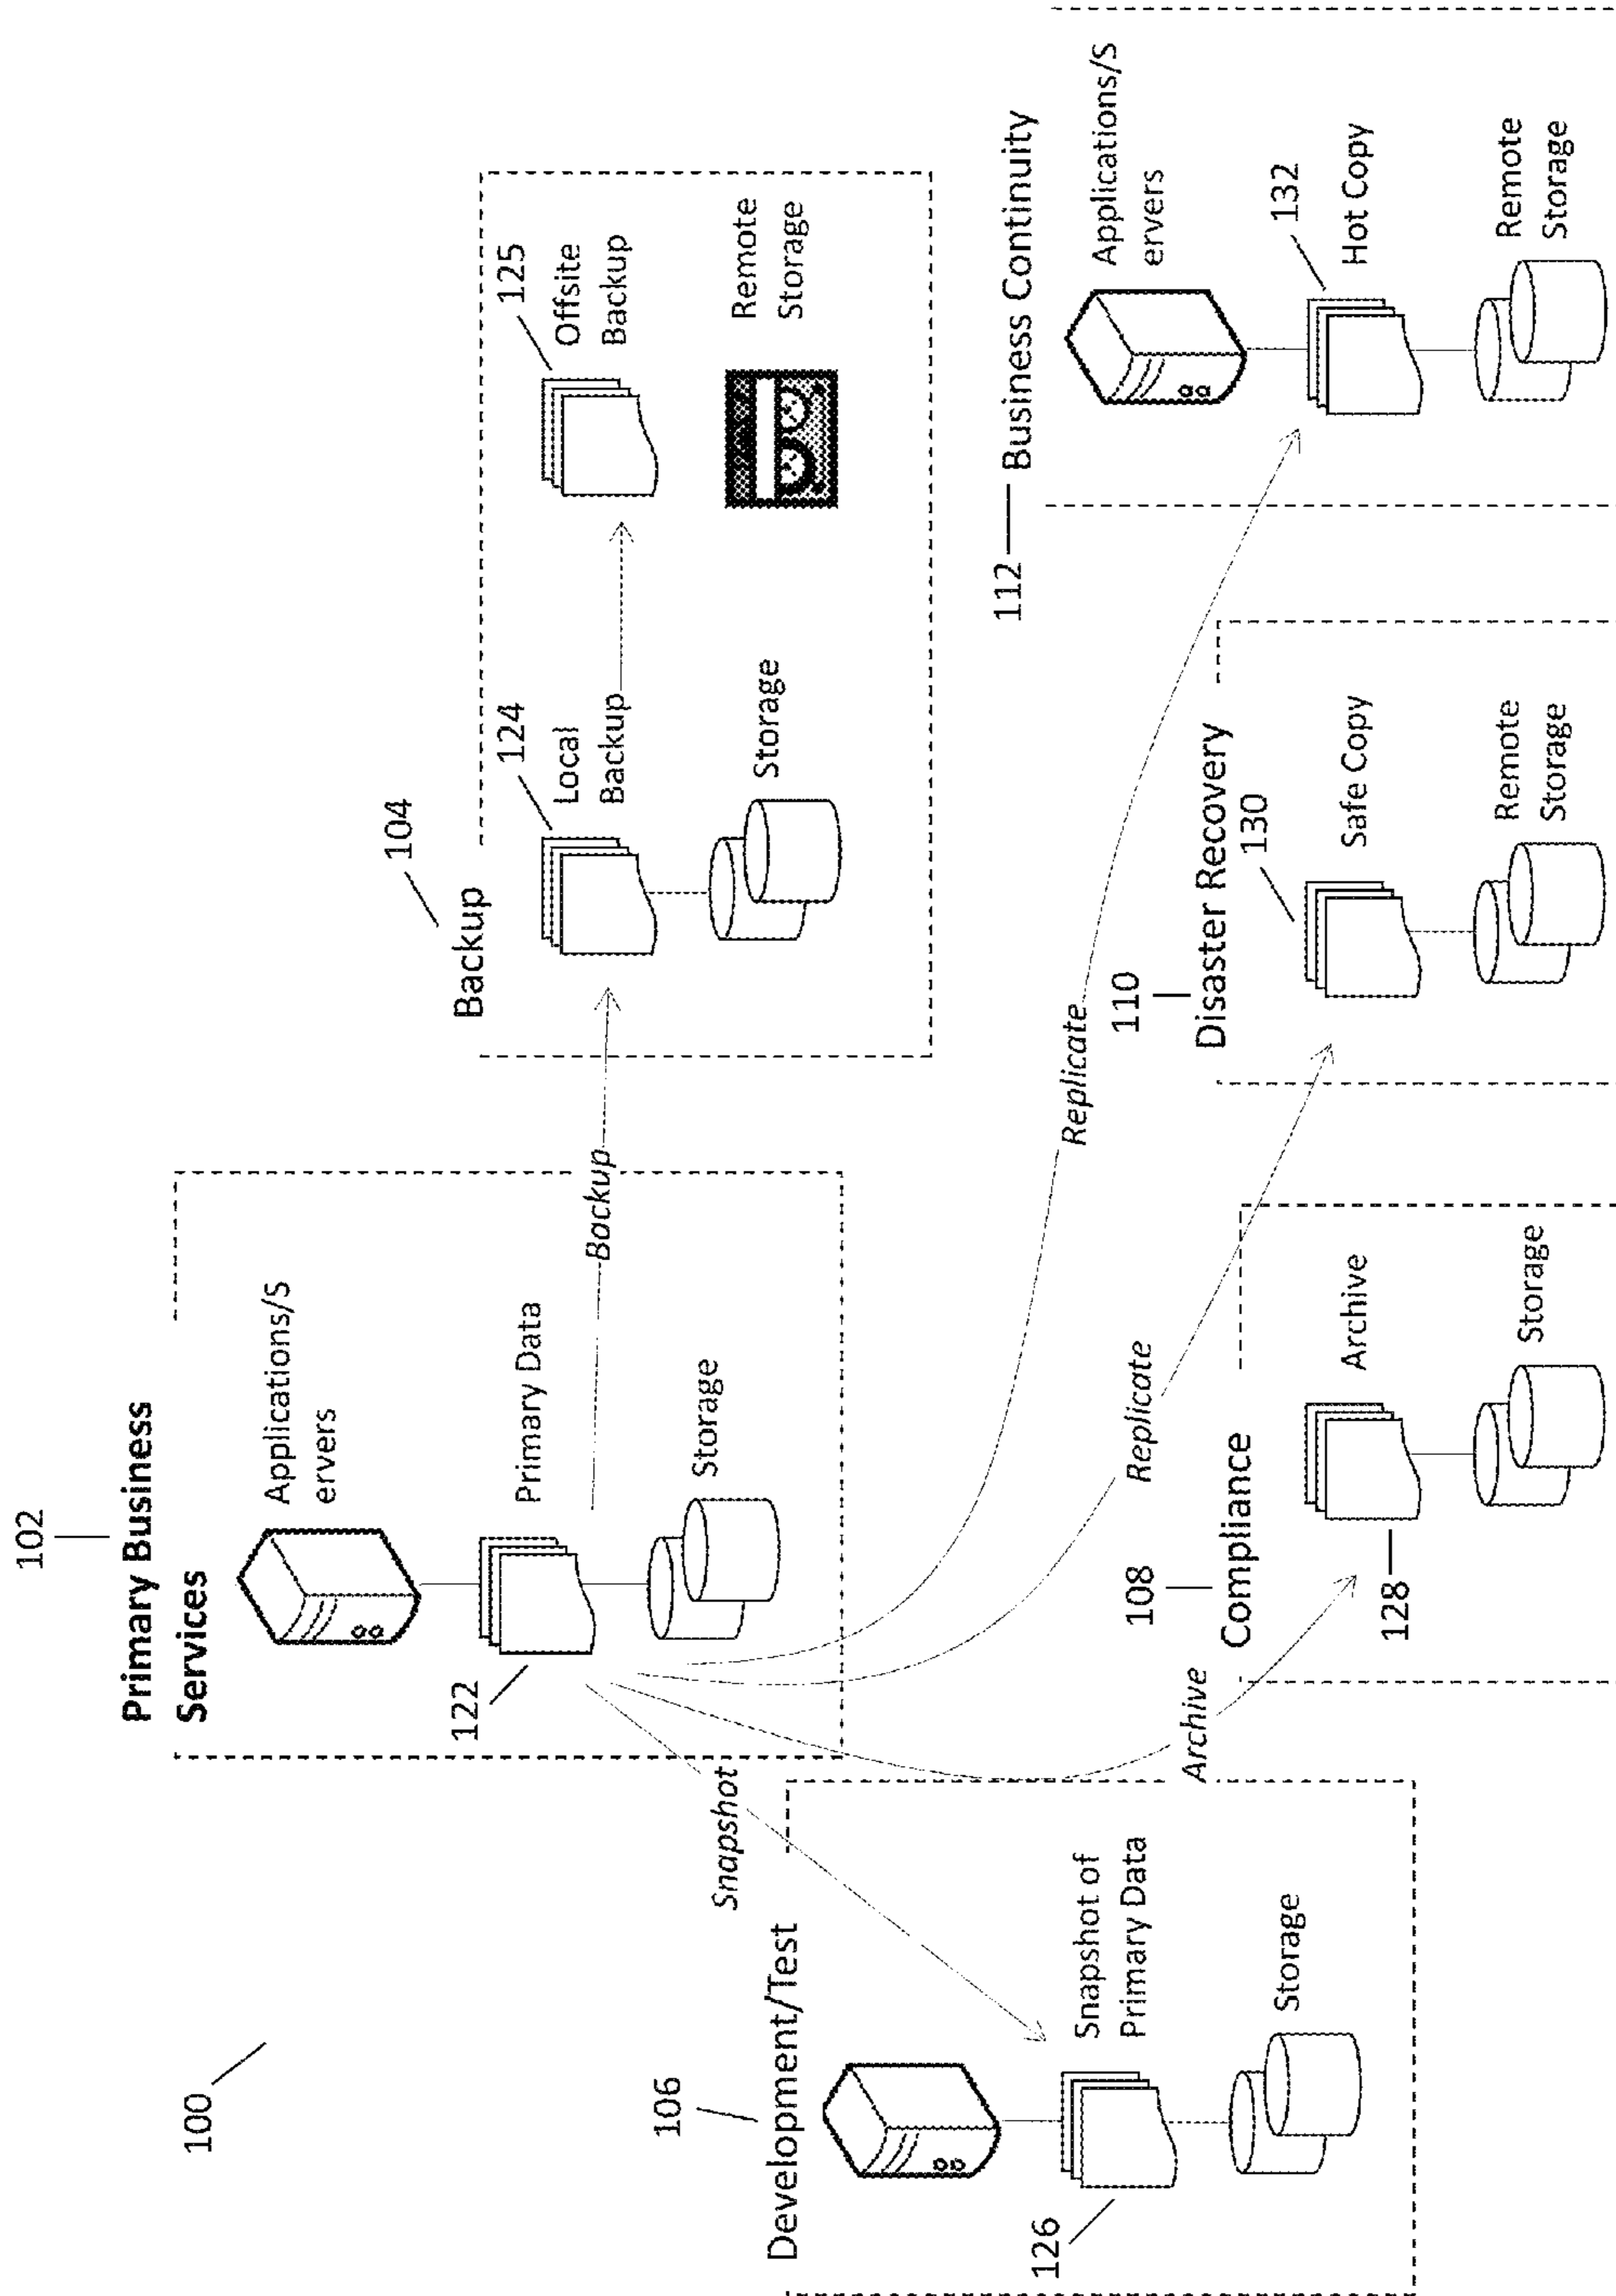 100
102
Primary Business
Services
Applications/S
ervers
122
Primary Data
Storage
Backup
104
Backup
124
Local
Backup
Storage
125
Offsite
Backup
Remote
Storage
Snapshot
106
Development/Test
126
Snapshot of
Primary Data
Storage
Archive
108
Compliance
128
Archive
Storage
Replicate
110
Disaster Recovery
130
Safe Copy
Remote
Storage
Replicate
112
Business Continuity
Applications/S
ervers
132
Hot Copy
Remote
Storage